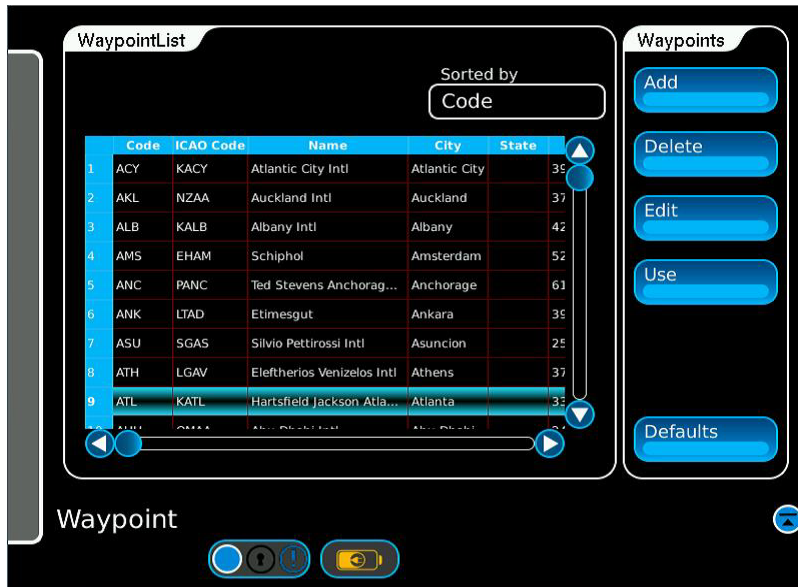 WaypointList
Sorted by
Code
Code ICAO Code Name City State
1 ACY KACY Atlantic City Intl Atlantic City 39
2 AKL NZAA Auckland Intl Auckland 37
3 ALB KALB Albany Intl Albany 42
4 AMS EHAM Schiphol Amsterdam 52
5 ANC PANC Ted Stevens Anchorag... Anchorage 61
6 ANK LTAD Etimesgut Ankara 39
7 ASU SGAS Silvio Pettirossi Intl Asuncion 25
8 ATH LGAV Eleftherios Venizelos Intl Athens 37
9 ATL KATL Hartsfield Jackson Atla... Atlanta 33
Waypoints
Add
Delete
Edit
Use
Defaults
Waypoint